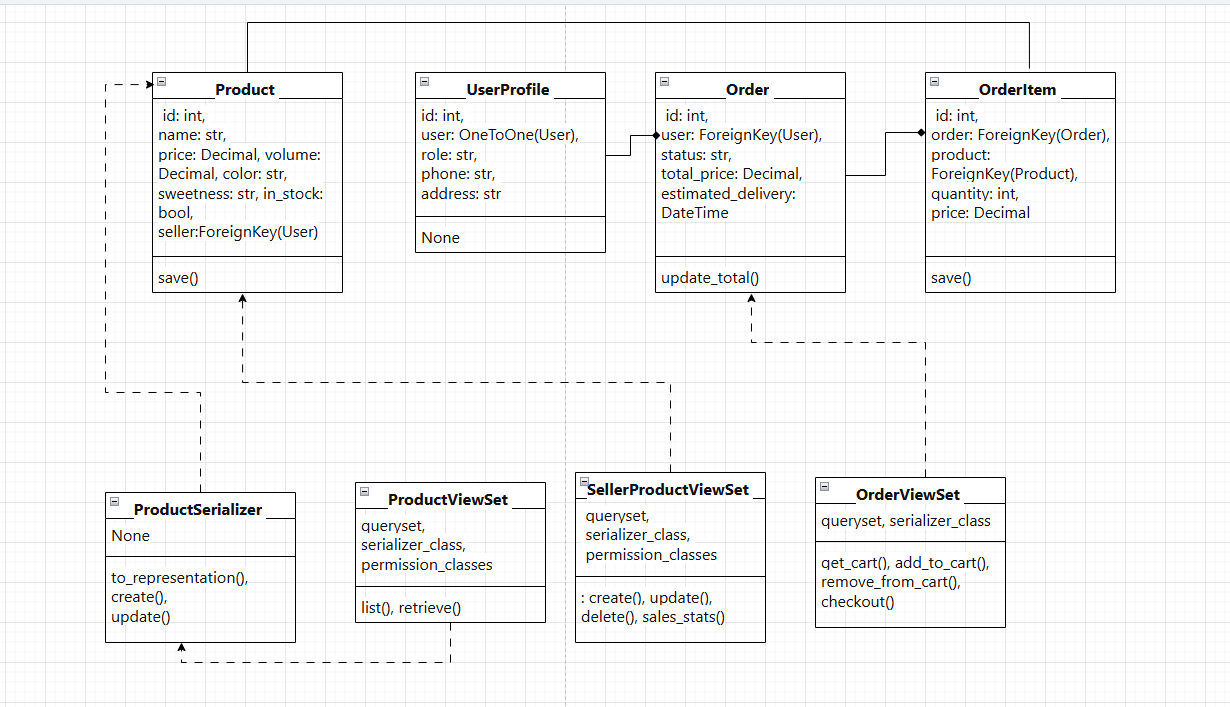 Product
id: int,
name: str,
price: Decimal, volume:
Decimal, color: str,
sweetness: str, in_stock:
bool,
seller:ForeignKey(User)
save()
UserProfile
id: int,
user: OneToOne(User),
role: str,
phone: str,
address: str
None
Order
id: int,
user: ForeignKey(User),
status: str,
total_price: Decimal,
estimated_delivery:
DateTime
update_total()
OrderItem
id: int,
order: ForeignKey(Order),
product:
ForeignKey(Product),
quantity: int,
price: Decimal
save()
ProductSerializer
None
to_representation(),
create(),
update()
ProductViewSet
queryset,
serializer_class,
permission_classes
list(), retrieve()
SellerProductViewSet
queryset,
serializer_class,
permission_classes
: create(), update(),
delete(), sales_stats()
OrderViewSet
queryset, serializer_class
get_cart(), add_to_cart(),
remove_from_cart(),
checkout()